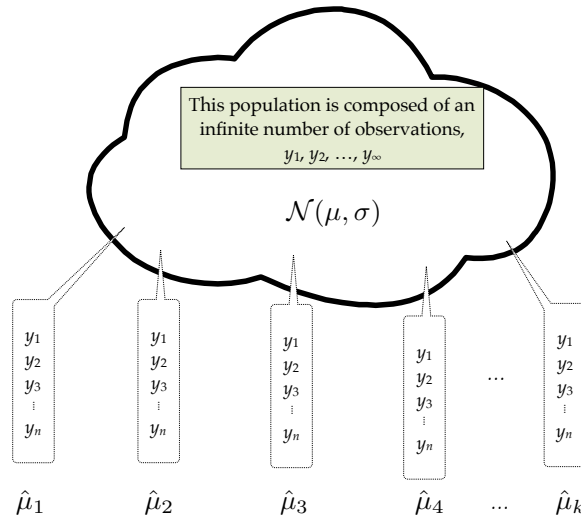 This population is composed of an
infinite number of observations,
y₁, y₂, ..., y∞
𝒩(μ, σ)
y₁ y₁ y₁ y₁ y₁
y₂ y₂ y₂ y₂ ... y₂
y₃ y₃ y₃ y₃ y₃
⋮ ⋮ ⋮ ⋮ ⋮
yₙ yₙ yₙ yₙ yₙ
μ̂₁ μ̂₂ μ̂₃ μ̂₄ ... μ̂ₖ